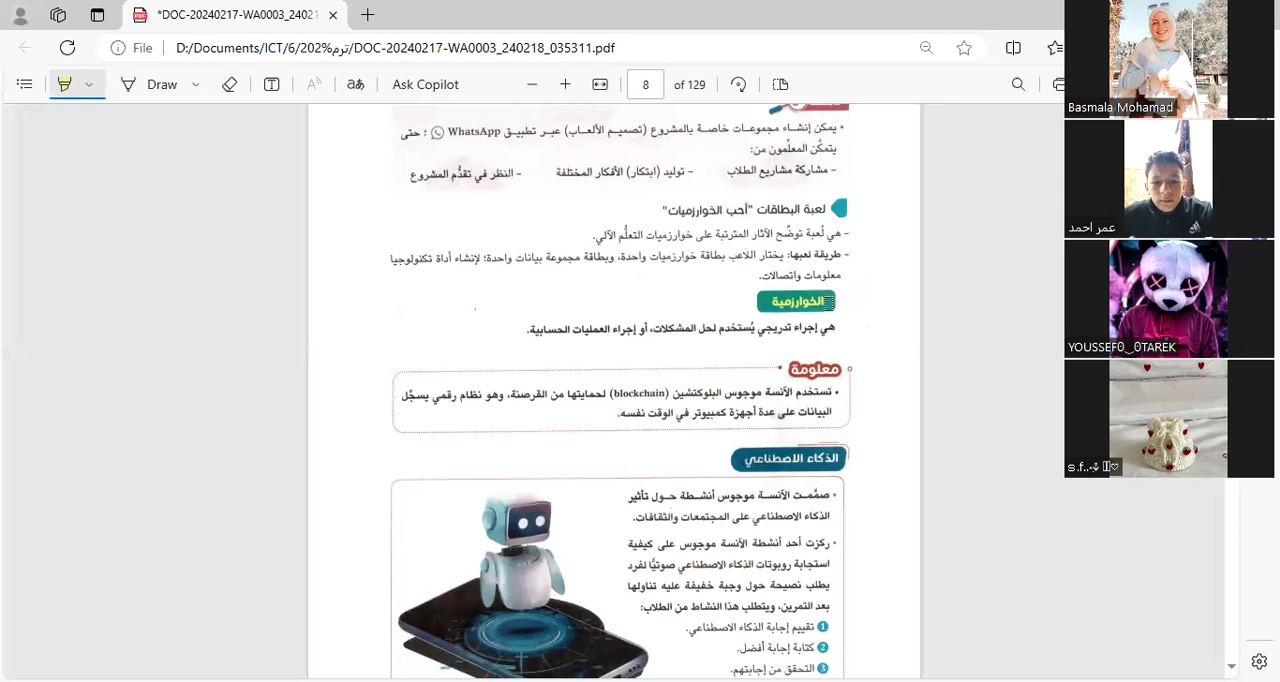 *DOC-20240217-WA0003_24021
File
D:/Documents/ICT/6/202%ترم/DOC-20240217-WA0003_240218_035311.pdf
Draw
Ask Copilot
8
of 129
• يمكن إنشاء مجموعات خاصة بالمشروع (تصميم الألعاب) عبر تطبيق WhatsApp ؛ حتى
يتمكَّن المعلِّمون من:
- مشاركة مشاريع الطلاب - توليد (ابتكار) الأفكار المختلفة - النظر في تقدُّم المشروع
لعبة البطاقات "أحب الخوارزميات"
- هي لُعبة توضِّح الآثار المترتبة على خوارزميات التعلُّم الآلي.
- طريقة لعبها: يختار اللاعب بطاقة خوارزميات واحدة، وبطاقة مجموعة بيانات واحدة؛ لإنشاء أداة تكنولوجيا
معلومات واتصالات.
الخوارزمية
هي إجراء تدريجي يُستخدم لحل المشكلات، أو إجراء العمليات الحسابية.
معلومة
• تستخدم الآنسة موجوس البلوكتشين (blockchain) لحمايتها من القرصنة، وهو نظام رقمي يسجِّل
البيانات على عدة أجهزة كمبيوتر في الوقت نفسه.
الذكاء الاصطناعي
• صمَّمت الآنسة موجوس أنشطة حول تأثير
الذكاء الاصطناعي على المجتمعات والثقافات.
• ركزت أحد أنشطة الآنسة موجوس على كيفية
استجابة روبوتات الذكاء الاصطناعي صوتيًّا لفرد
يطلب نصيحة حول وجبة خفيفة عليه تناولها
بعد التمرين، ويتطلب هذا النشاط من الطلاب:
1 تقييم إجابة الذكاء الاصطناعي.
2 كتابة إجابة أفضل.
3 التحقق من إجابتهم.
Basmala Mohamad
عمر احمد
YOUSSEF0_0TAREK
s.f..